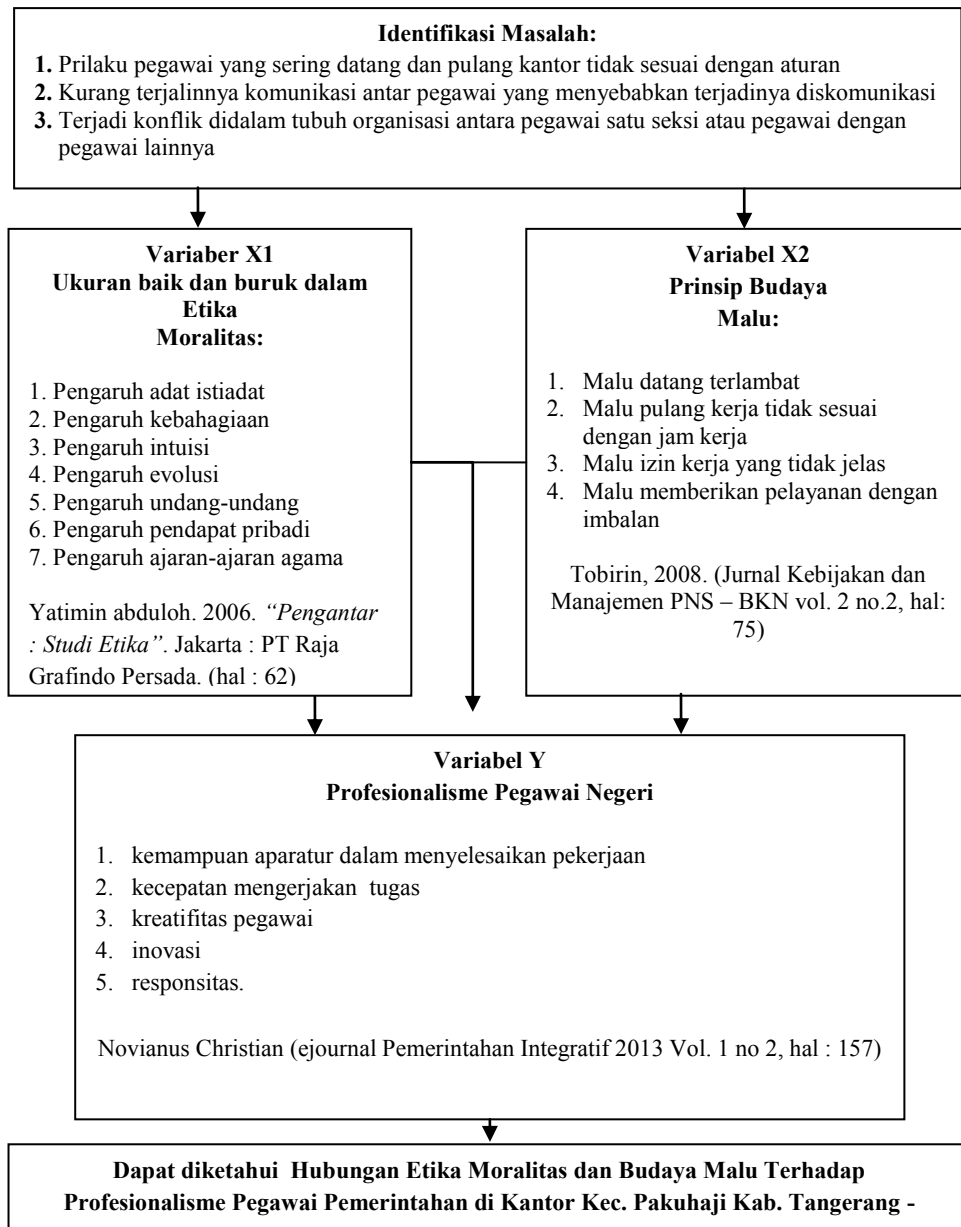 Identifikasi Masalah:
1. Prilaku pegawai yang sering datang dan pulang kantor tidak sesuai dengan aturan
2. Kurang terjalinnya komunikasi antar pegawai yang menyebabkan terjadinya diskomunikasi
3. Terjadi konflik didalam tubuh organisasi antara pegawai satu seksi atau pegawai dengan
pegawai lainnya
Variaber X1
Ukuran baik dan buruk dalam
Etika
Moralitas:
1. Pengaruh adat istiadat
2. Pengaruh kebahagiaan
3. Pengaruh intuisi
4. Pengaruh evolusi
5. Pengaruh undang-undang
6. Pengaruh pendapat pribadi
7. Pengaruh ajaran-ajaran agama
Yatimin abduloh. 2006. “Pengantar
: Studi Etika”. Jakarta : PT Raja
Grafindo Persada. (hal : 62)
Variabel X2
Prinsip Budaya
Malu:
1. Malu datang terlambat
2. Malu pulang kerja tidak sesuai
dengan jam kerja
3. Malu izin kerja yang tidak jelas
4. Malu memberikan pelayanan dengan
imbalan
Tobirin, 2008. (Jurnal Kebijakan dan
Manajemen PNS – BKN vol. 2 no.2, hal:
75)
Variabel Y
Profesionalisme Pegawai Negeri
1. kemampuan aparatur dalam menyelesaikan pekerjaan
2. kecepatan mengerjakan tugas
3. kreatifitas pegawai
4. inovasi
5. responsitas.
Novianus Christian (ejournal Pemerintahan Integratif 2013 Vol. 1 no 2, hal : 157)
Dapat diketahui Hubungan Etika Moralitas dan Budaya Malu Terhadap
Profesionalisme Pegawai Pemerintahan di Kantor Kec. Pakuhaji Kab. Tangerang -